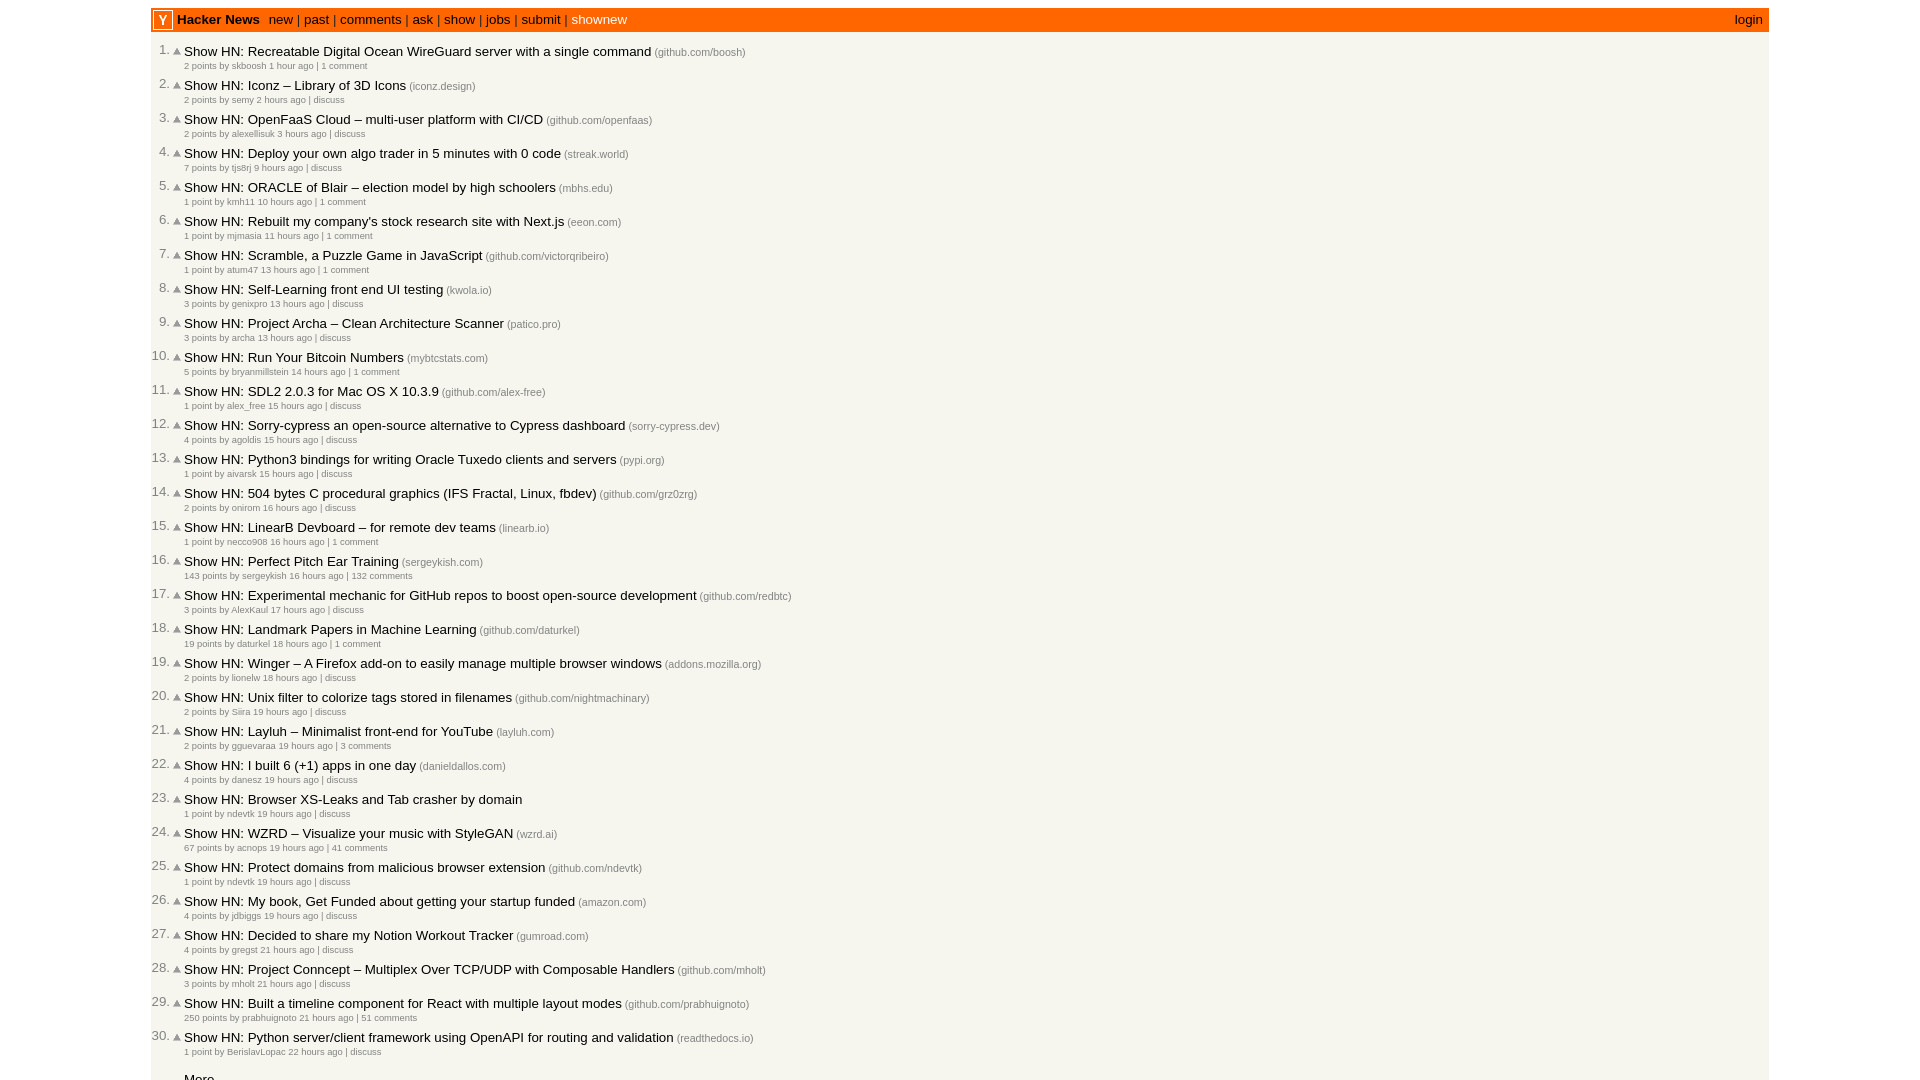 Y Hacker News new | past | comments | ask | show | jobs | submit | shownew login
1. Show HN: Recreatable Digital Ocean WireGuard server with a single command (github.com/boosh)
2 points by skboosh 1 hour ago | 1 comment
2. Show HN: Iconz – Library of 3D Icons (iconz.design)
2 points by semy 2 hours ago | discuss
3. Show HN: OpenFaaS Cloud – multi-user platform with CI/CD (github.com/openfaas)
2 points by alexellisuk 3 hours ago | discuss
4. Show HN: Deploy your own algo trader in 5 minutes with 0 code (streak.world)
7 points by tjs8rj 9 hours ago | discuss
5. Show HN: ORACLE of Blair – election model by high schoolers (mbhs.edu)
1 point by kmh11 10 hours ago | 1 comment
6. Show HN: Rebuilt my company's stock research site with Next.js (eeon.com)
1 point by mjmasia 11 hours ago | 1 comment
7. Show HN: Scramble, a Puzzle Game in JavaScript (github.com/victorqribeiro)
1 point by atum47 13 hours ago | 1 comment
8. Show HN: Self-Learning front end UI testing (kwola.io)
3 points by genixpro 13 hours ago | discuss
9. Show HN: Project Archa – Clean Architecture Scanner (patico.pro)
3 points by archa 13 hours ago | discuss
10. Show HN: Run Your Bitcoin Numbers (mybtcstats.com)
5 points by bryanmillstein 14 hours ago | 1 comment
11. Show HN: SDL2 2.0.3 for Mac OS X 10.3.9 (github.com/alex-free)
1 point by alex_free 15 hours ago | discuss
12. Show HN: Sorry-cypress an open-source alternative to Cypress dashboard (sorry-cypress.dev)
4 points by agoldis 15 hours ago | discuss
13. Show HN: Python3 bindings for writing Oracle Tuxedo clients and servers (pypi.org)
1 point by aivarsk 15 hours ago | discuss
14. Show HN: 504 bytes C procedural graphics (IFS Fractal, Linux, fbdev) (github.com/grz0zrg)
2 points by onirom 16 hours ago | discuss
15. Show HN: LinearB Devboard – for remote dev teams (linearb.io)
1 point by necco908 16 hours ago | 1 comment
16. Show HN: Perfect Pitch Ear Training (sergeykish.com)
143 points by sergeykish 16 hours ago | 132 comments
17. Show HN: Experimental mechanic for GitHub repos to boost open-source development (github.com/redbtc)
3 points by AlexKaul 17 hours ago | discuss
18. Show HN: Landmark Papers in Machine Learning (github.com/daturkel)
19 points by daturkel 18 hours ago | 1 comment
19. Show HN: Winger – A Firefox add-on to easily manage multiple browser windows (addons.mozilla.org)
2 points by lionelw 18 hours ago | discuss
20. Show HN: Unix filter to colorize tags stored in filenames (github.com/nightmachinary)
2 points by Siira 19 hours ago | discuss
21. Show HN: Layluh – Minimalist front-end for YouTube (layluh.com)
2 points by gguevaraa 19 hours ago | 3 comments
22. Show HN: I built 6 (+1) apps in one day (danieldallos.com)
4 points by danesz 19 hours ago | discuss
23. Show HN: Browser XS-Leaks and Tab crasher by domain
1 point by ndevtk 19 hours ago | discuss
24. Show HN: WZRD – Visualize your music with StyleGAN (wzrd.ai)
67 points by acnops 19 hours ago | 41 comments
25. Show HN: Protect domains from malicious browser extension (github.com/ndevtk)
1 point by ndevtk 19 hours ago | discuss
26. Show HN: My book, Get Funded about getting your startup funded (amazon.com)
4 points by jdbiggs 19 hours ago | discuss
27. Show HN: Decided to share my Notion Workout Tracker (gumroad.com)
4 points by gregst 21 hours ago | discuss
28. Show HN: Project Conncept – Multiplex Over TCP/UDP with Composable Handlers (github.com/mholt)
3 points by mholt 21 hours ago | discuss
29. Show HN: Built a timeline component for React with multiple layout modes (github.com/prabhuignoto)
250 points by prabhuignoto 21 hours ago | 51 comments
30. Show HN: Python server/client framework using OpenAPI for routing and validation (readthedocs.io)
1 point by BerislavLopac 22 hours ago | discuss
More